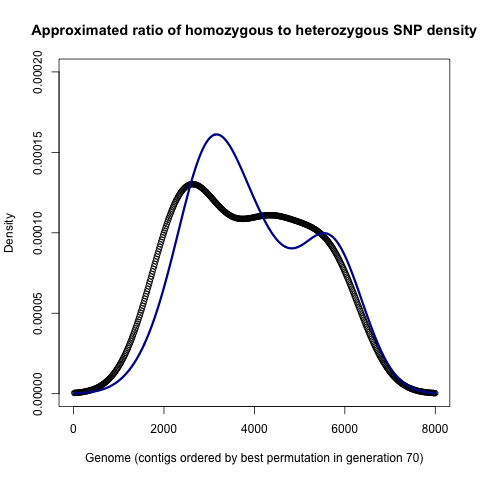 Approximated ratio of homozygous to heterozygous SNP density
0.00020
0.00015
0.00010
0.00005
0.00000
Density
0 2000 4000 6000 8000
Genome (contigs ordered by best permutation in generation 70)